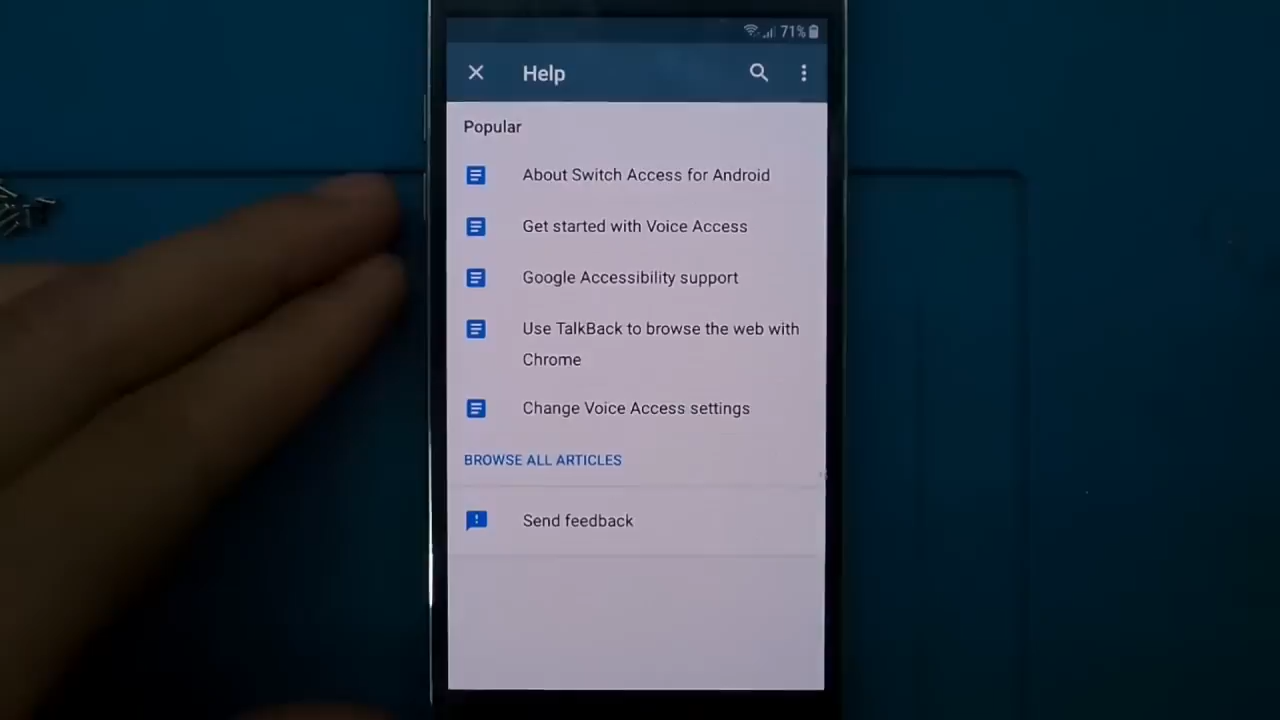 71%
Help
Popular
About Switch Access for Android
Get started with Voice Access
Google Accessibility support
Use TalkBack to browse the web with
Chrome
Change Voice Access settings
BROWSE ALL ARTICLES
Send feedback